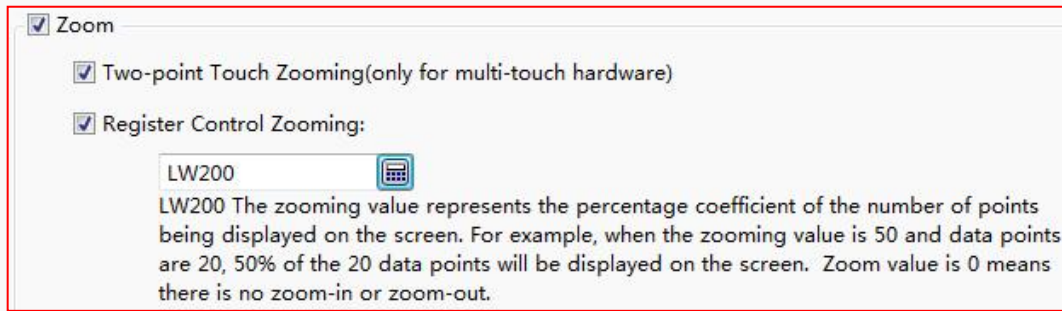 Zoom
Two-point Touch Zooming(only for multi-touch hardware)
Register Control Zooming:
LW200
LW200 The zooming value represents the percentage coefficient of the number of points
being displayed on the screen. For example, when the zooming value is 50 and data points
are 20, 50% of the 20 data points will be displayed on the screen.  Zoom value is 0 means
there is no zoom-in or zoom-out.